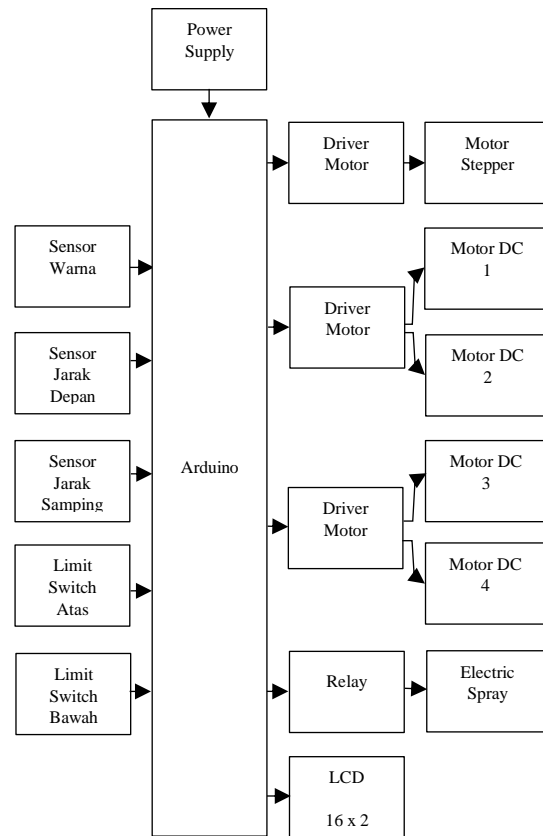 Power
Supply
Driver
Motor
Motor
Stepper
Sensor
Warna
Motor DC
1
Driver
Motor
Motor DC
2
Sensor
Jarak
Depan
Sensor
Jarak
Samping
Arduino
Motor DC
3
Driver
Motor
Motor DC
4
Limit
Switch
Atas
Limit
Switch
Bawah
Relay
Electric
Spray
LCD
16 x 2